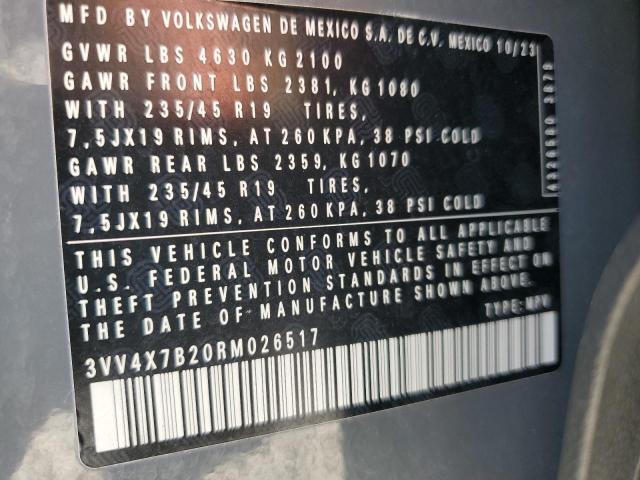 MFD BY VOLKSWAGEN DE MEXICO S.A. DE C.V. MEXICO 10/23
GVWR LBS 4630 KG 2100
GAWR FRONT LBS 2381, KG 1080
WITH 235/45 R19 TIRES,
7,5JX19 RIMS, AT 260 KPA, 38 PSI COLD
GAWR REAR LBS 2359, KG 1070
WITH 235/45 R19 TIRES,
7,5JX19 RIMS, AT 260 KPA, 38 PSI COLD
THIS VEHICLE CONFORMS TO ALL APPLICABLE
U.S. FEDERAL MOTOR VEHICLE SAFETY AND
THEFT PREVENTION STANDARDS IN EFFECT ON
THE DATE OF MANUFACTURE SHOWN ABOVE.
TYPE: MPV
3VV4X7B20RM026517